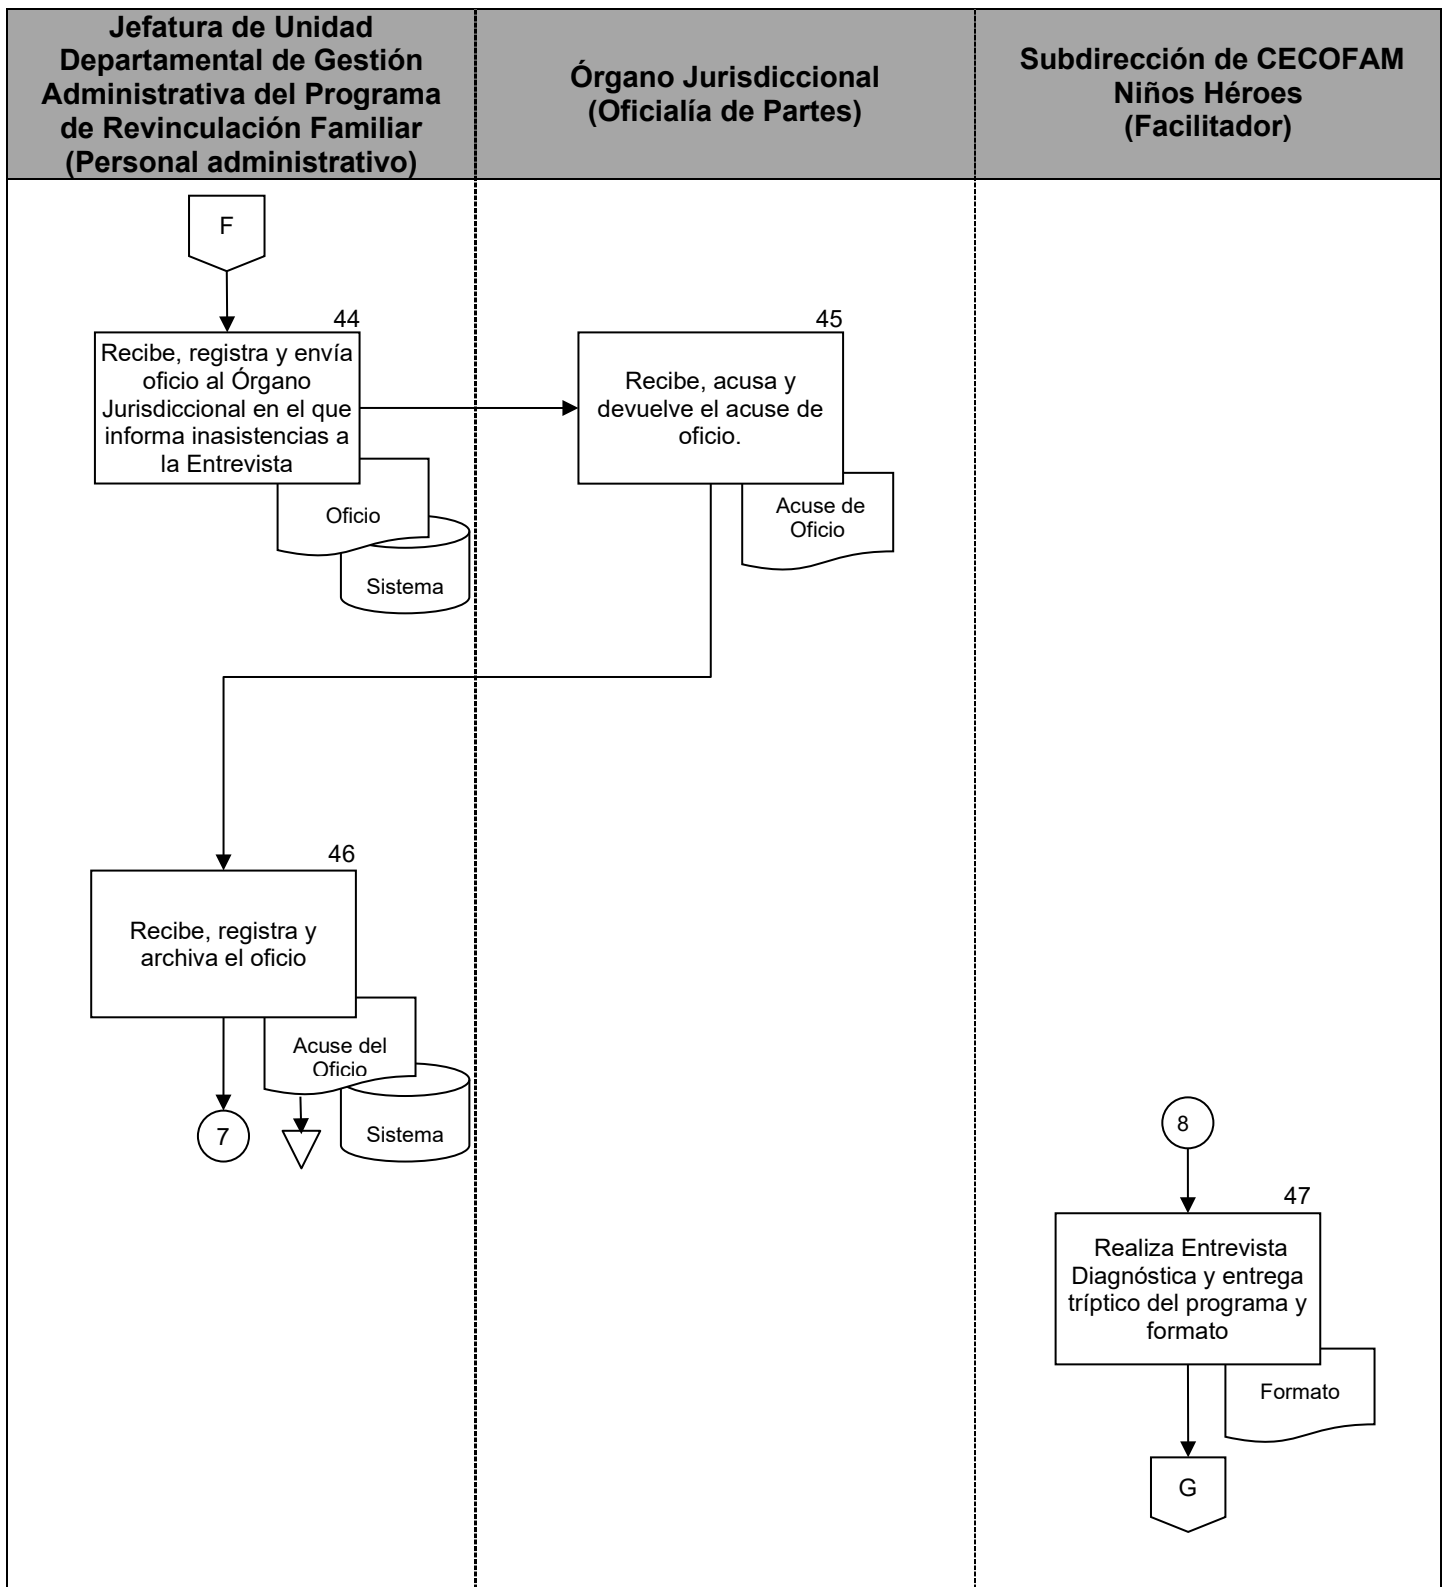 Jefatura de Unidad
Departamental de Gestión
Administrativa del Programa
de Revinculación Familiar
(Personal administrativo)
Órgano Jurisdiccional
(Oficialía de Partes)
Subdirección de CECOFAM
Niños Héroes
(Facilitador)
F
44
Recibe, registra y envía
oficio al Órgano
Jurisdiccional en el que
informa inasistencias a
la Entrevista
Oficio
Sistema
45
Recibe, acusa y
devuelve el acuse de
oficio.
Acuse de
Oficio
46
Recibe, registra y
archiva el oficio
Acuse del
Oficio
Sistema
7
8
47
Realiza Entrevista
Diagnóstica y entrega
tríptico del programa y
formato
Formato
G